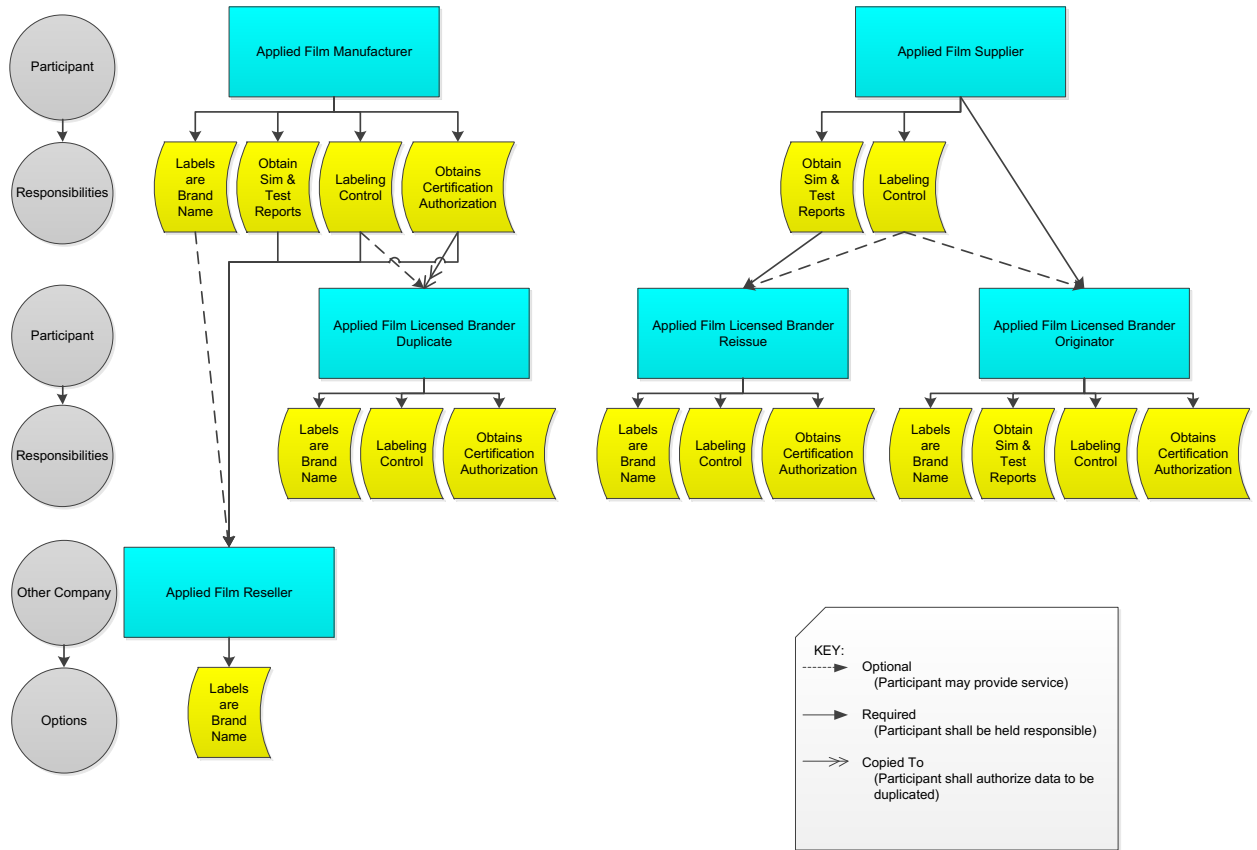 Participant
Applied Film Manufacturer
Applied Film Supplier
Responsibilities
Labels
are
Brand
Name
Obtain
Sim &
Test
Reports
Labeling
Control
Obtains
Certification
Authorization
Obtain
Sim &
Test
Reports
Labeling
Control
Participant
Applied Film Licensed Brander
Duplicate
Applied Film Licensed Brander
Reissue
Applied Film Licensed Brander
Originator
Responsibilities
Labels
are
Brand
Name
Labeling
Control
Obtains
Certification
Authorization
Labels
are
Brand
Name
Labeling
Control
Obtains
Certification
Authorization
Labels
are
Brand
Name
Obtain
Sim &
Test
Reports
Labeling
Control
Obtains
Certification
Authorization
Other Company
Applied Film Reseller
Options
Labels
are
Brand
Name
KEY:
Optional
(Participant may provide service)
Required
(Participant shall be held responsible)
Copied To
(Participant shall authorize data to be
duplicated)